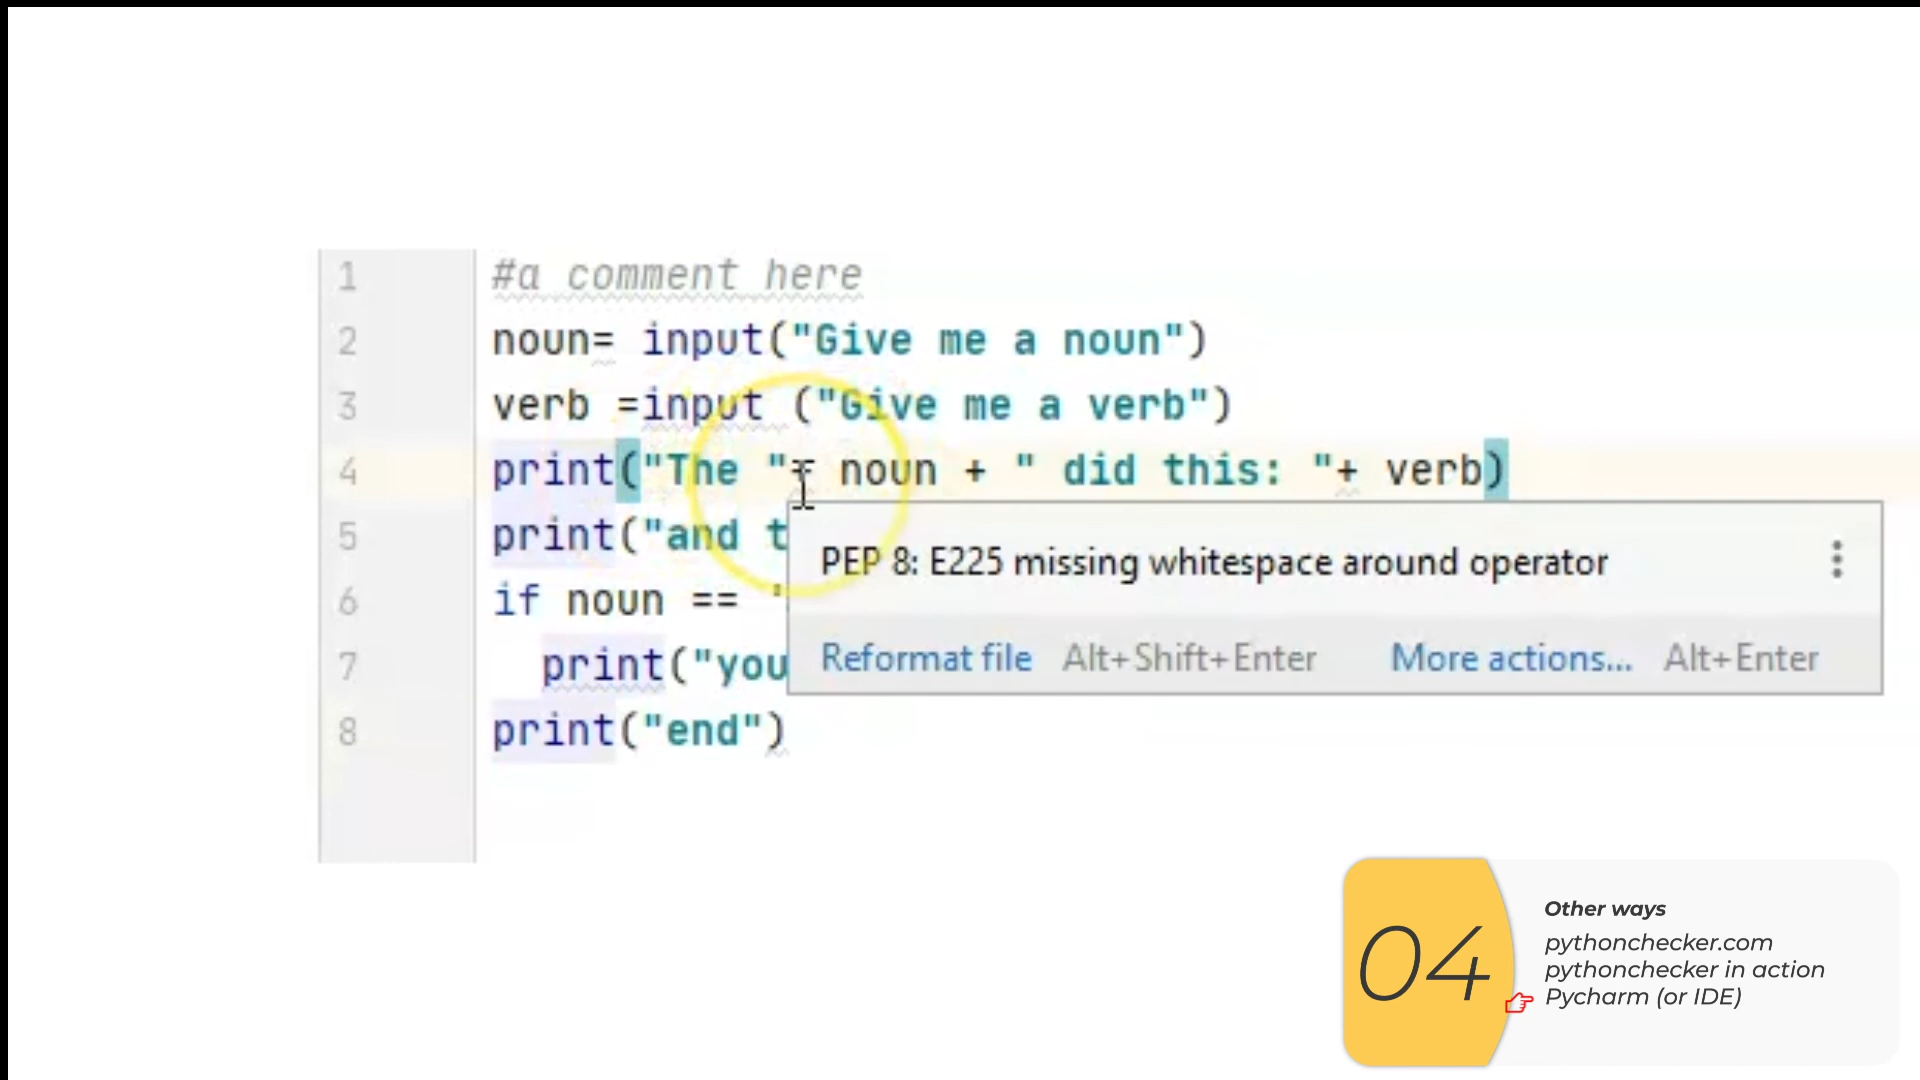 1 #a comment here
2 noun= input("Give me a noun")
3 verb =input ("Give me a verb")
4 print("The "+ noun + " did this: "+ verb)
5 print("and t
PEP 8: E225 missing whitespace around operator
6 if noun == '
7 print("you
Reformat file Alt+Shift+Enter More actions... Alt+Enter
8 print("end")
04
Other ways
pythonchecker.com
pythonchecker in action
Pycharm (or IDE)